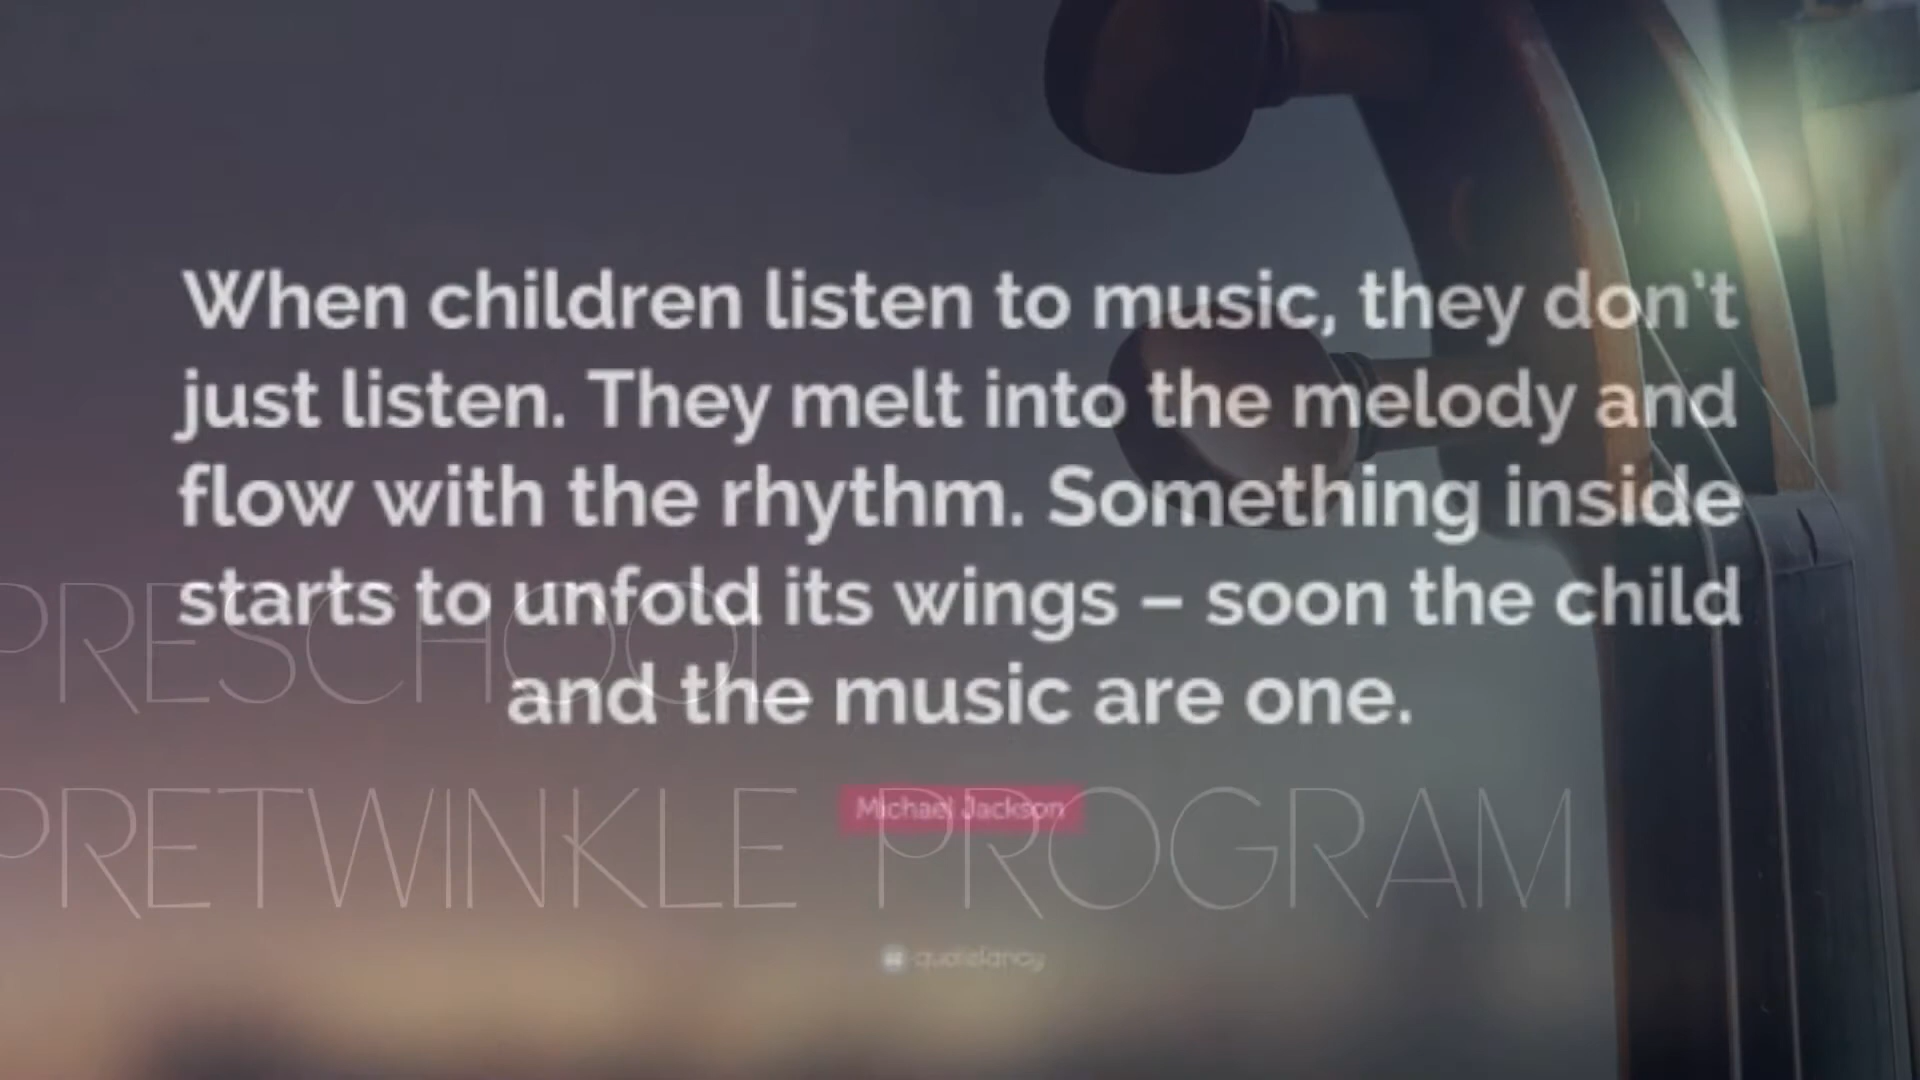 When children listen to music, they don't
just listen. They melt into the melody and
flow with the rhythm. Something inside
starts to unfold its wings – soon the child
and the music are one.
PRESCHOOL
Michael Jackson
PRETWINKLE PROGRAM
quotefancy